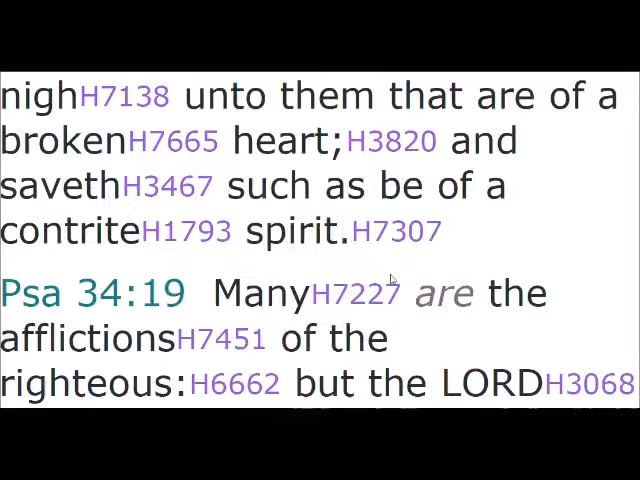 nighH7138 unto them that are of a
brokenH7665 heart;H3820 and
savethH3467 such as be of a
contriteH1793 spirit.H7307
Psa 34:19 ManyH7227 are the
afflictionsH7451 of the
righteous:H6662 but the LORDH3068